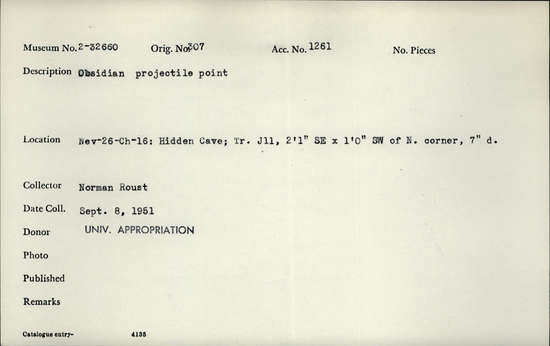 Museum No. 2-32660 Orig. No. 307 Acc. No. 1261 No. Pieces
Description Obsidian projectile point
Location Nev-26-Ch-16: Hidden Cave; Tr. J11, 2'1" SE x 1'0" SW of N. corner, 7" d.
Collector Norman Roust
Date Coll. Sept. 8, 1951
Donor UNIV. APPROPRIATION
Photo
Published
Remarks
Catalogue entry- 4135